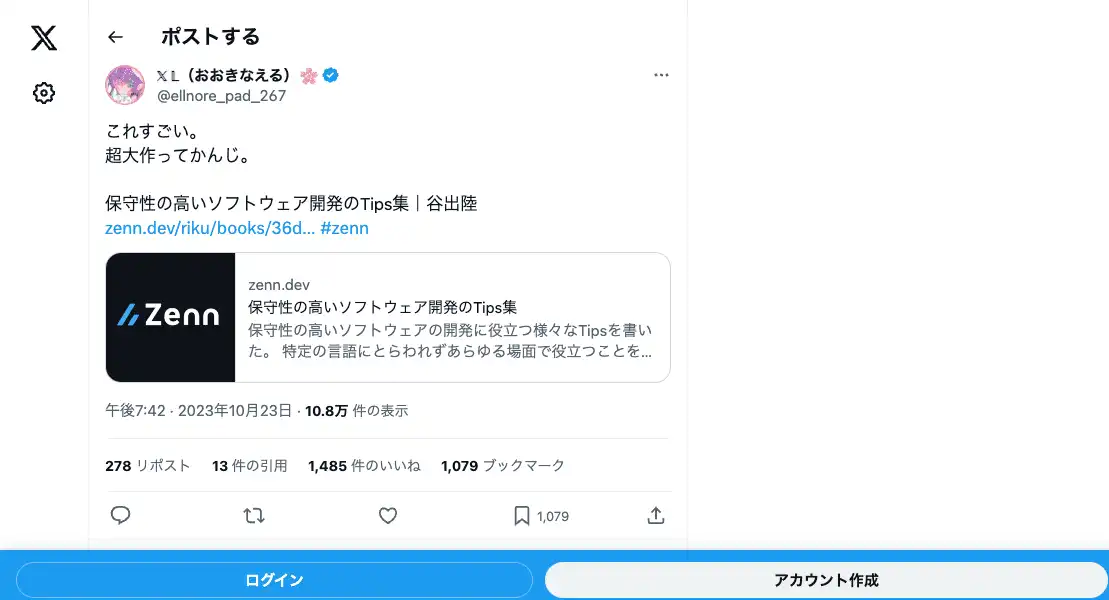 ポストする
𝕏 𝕃（おおきなえる）🌸
@ellnore_pad_267
これすごい。
超大作ってかんじ。
保守性の高いソフトウェア開発のTips集｜谷出陸
zenn.dev/riku/books/36d... #zenn
Zenn
zenn.dev
保守性の高いソフトウェア開発のTips集
保守性の高いソフトウェアの開発に役立つ様々なTipsを書い
た。 特定の言語にとらわれずあらゆる場面で役立つことを…
午後7:42 · 2023年10月23日 · 10.8万 件の表示
278 リポスト 13 件の引用 1,485 件のいいね 1,079 ブックマーク
1,079
ログイン アカウント作成